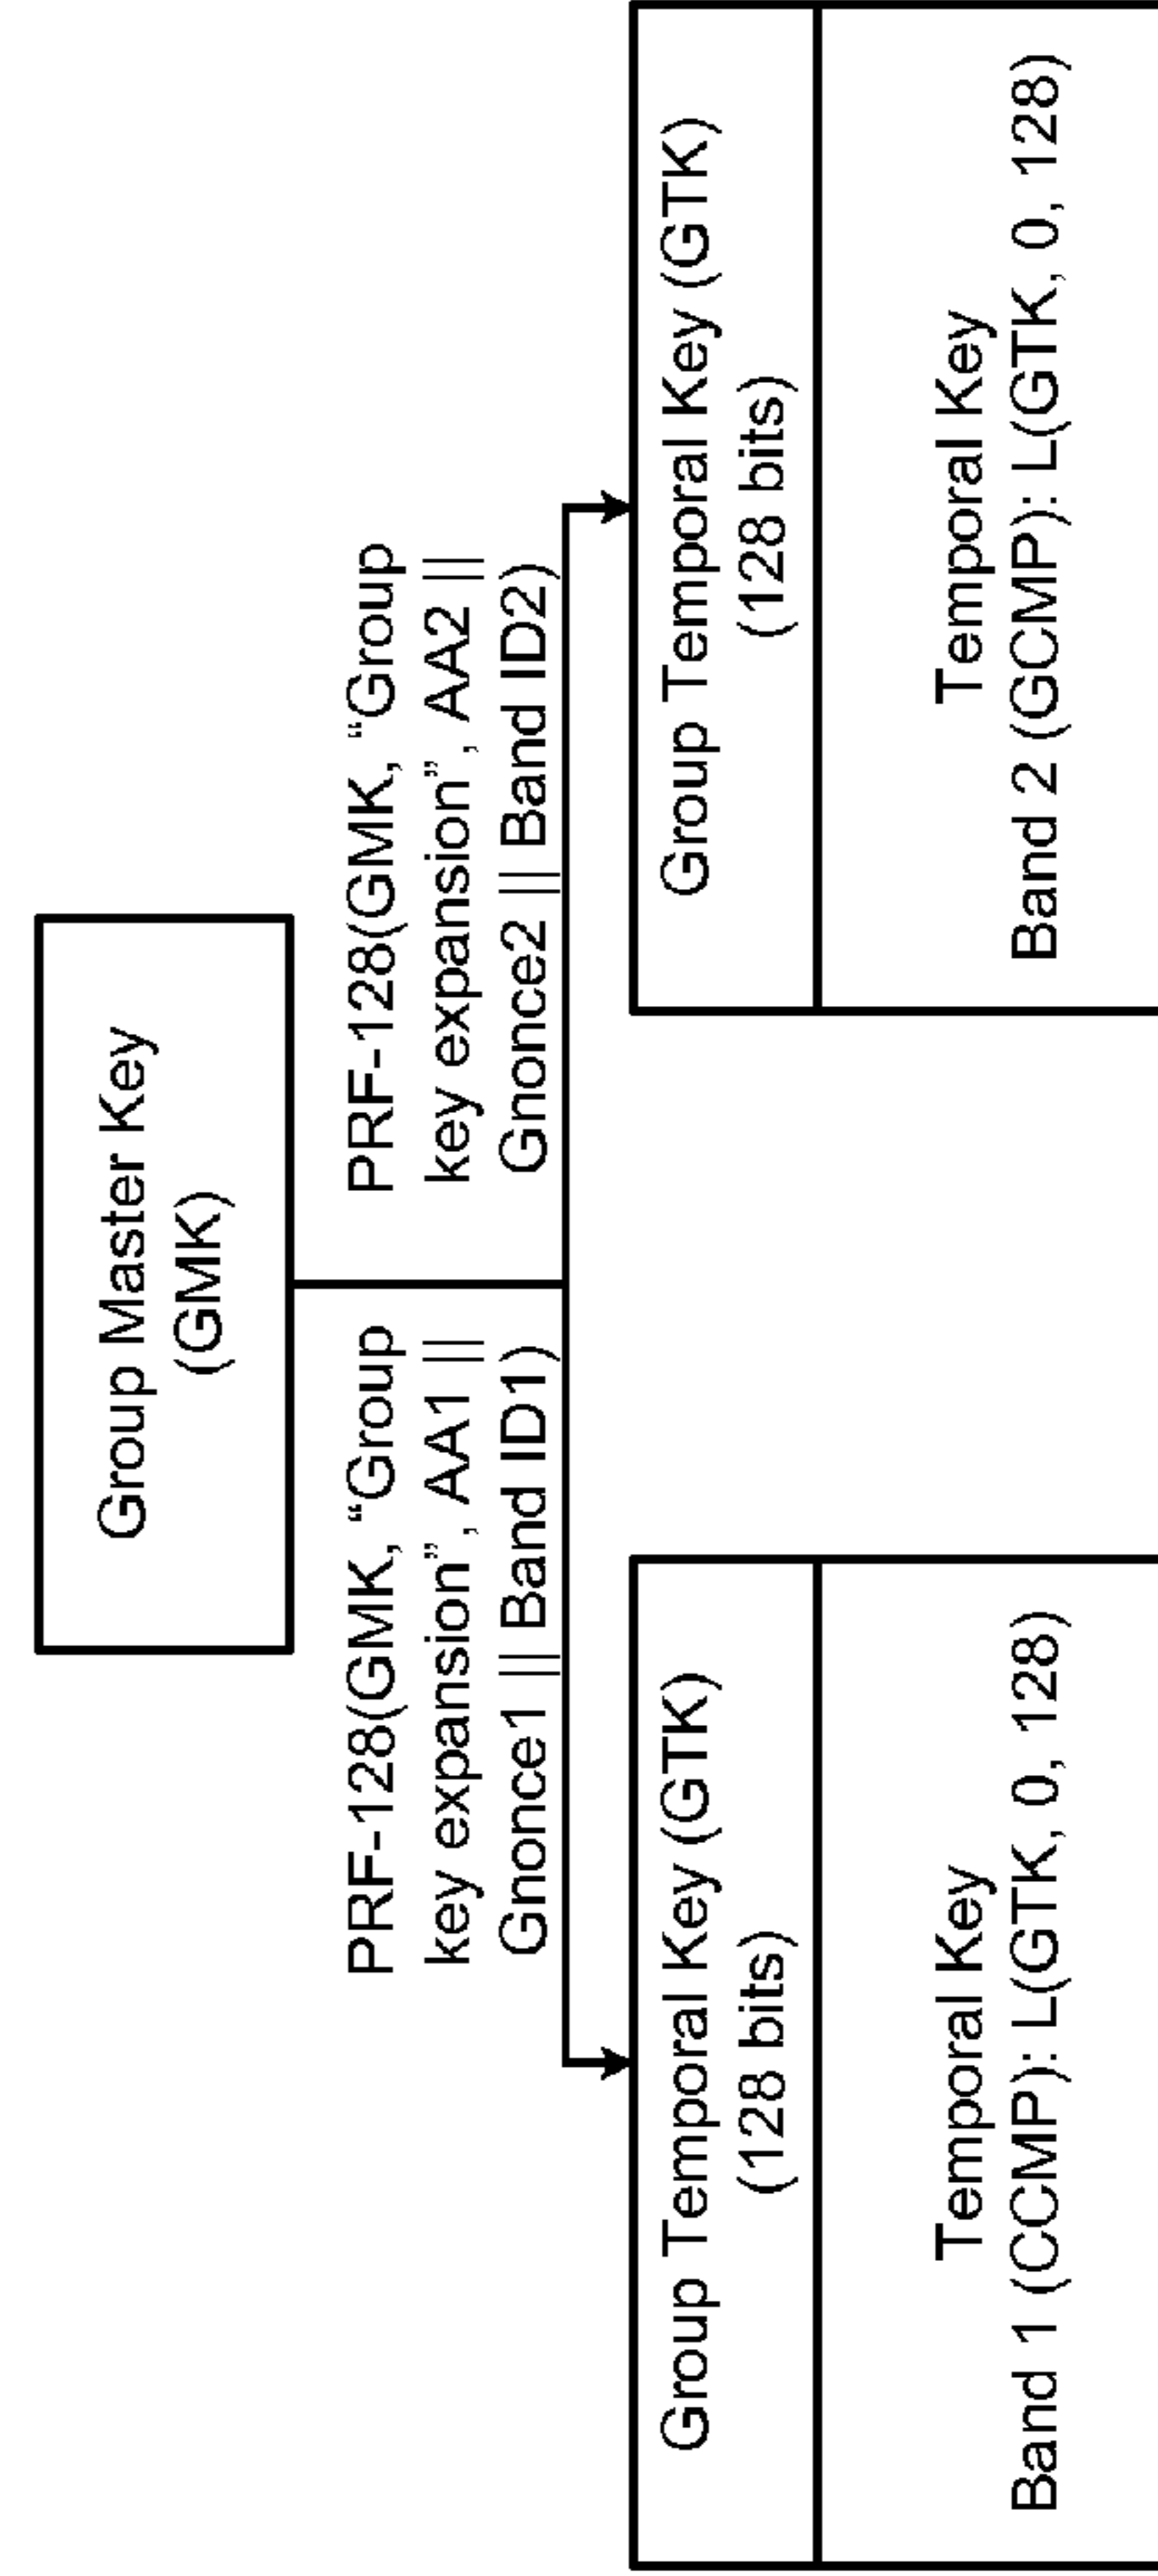 Group Master Key
(GMK)
PRF-128(GMK, “Group
key expansion”, AA1 ||
Gnonce1 || Band ID1)
PRF-128(GMK, “Group
key expansion”, AA2 ||
Gnonce2 || Band ID2)
Group Temporal Key (GTK)
(128 bits)
Temporal Key
Band 1 (CCMP): L(GTK, 0, 128)
Group Temporal Key (GTK)
(128 bits)
Temporal Key
Band 2 (GCMP): L(GTK, 0, 128)